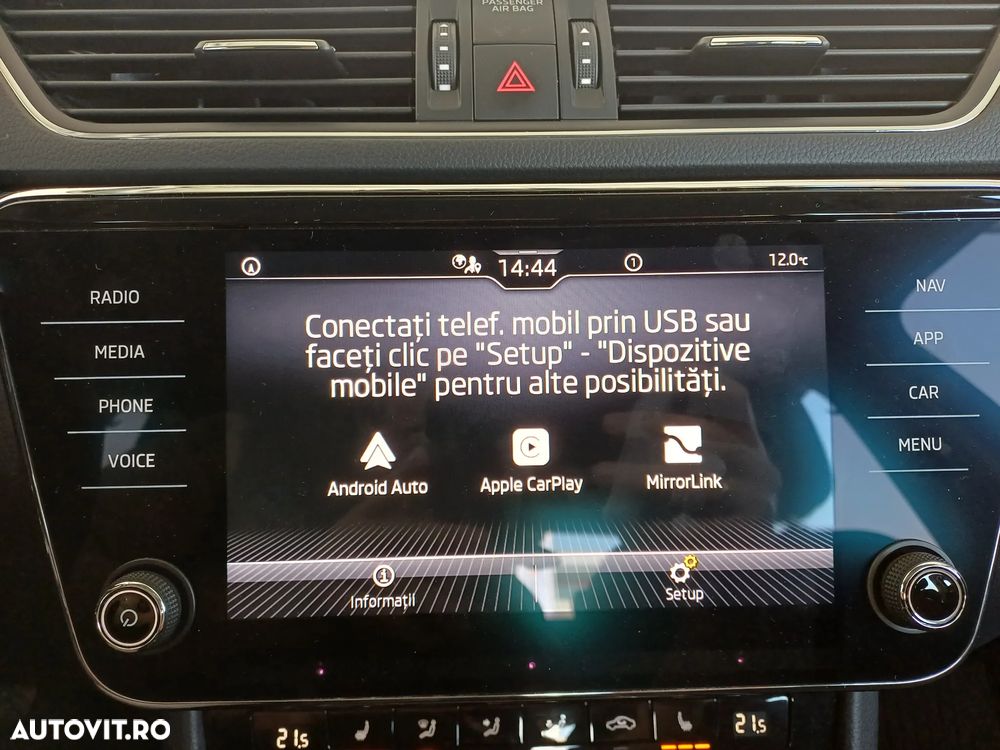 PASSENGER
AIR BAG
14:44
1
12.0°C
RADIO
MEDIA
PHONE
VOICE
NAV
APP
CAR
MENU
Conectați telef. mobil prin USB sau
faceți clic pe "Setup" - "Dispozitive
mobile" pentru alte posibilități.
Android Auto
Apple CarPlay
MirrorLink
Informații
Setup
21.5
21.5
AUTOVIT.RO